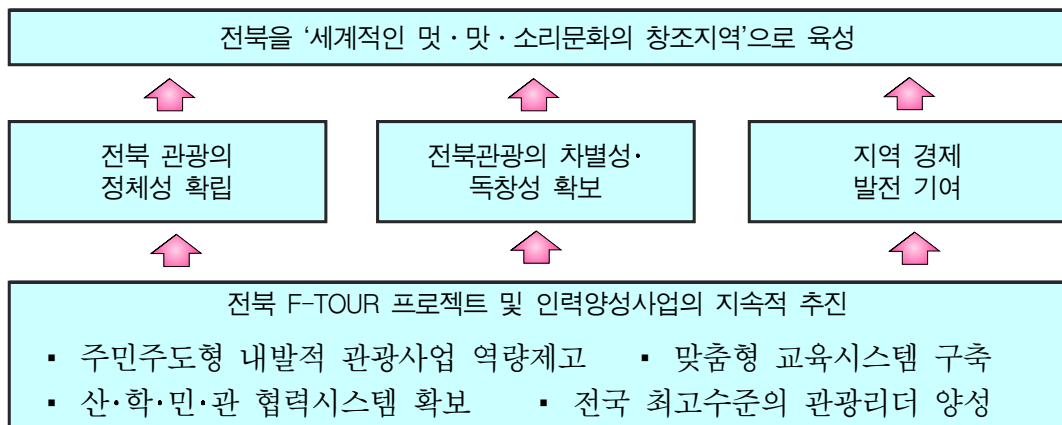 전북을 ‘세계적인 멋·맛·소리문화의 창조지역’으로 육성
전북 관광의
정체성 확립
전북관광의 차별성·
독창성 확보
지역 경제
발전 기여
전북 F-TOUR 프로젝트 및 인력양성사업의 지속적 추진
▪ 주민주도형 내발적 관광사업 역량제고 ▪ 맞춤형 교육시스템 구축
▪ 산·학·민·관 협력시스템 확보 ▪ 전국 최고수준의 관광리더 양성